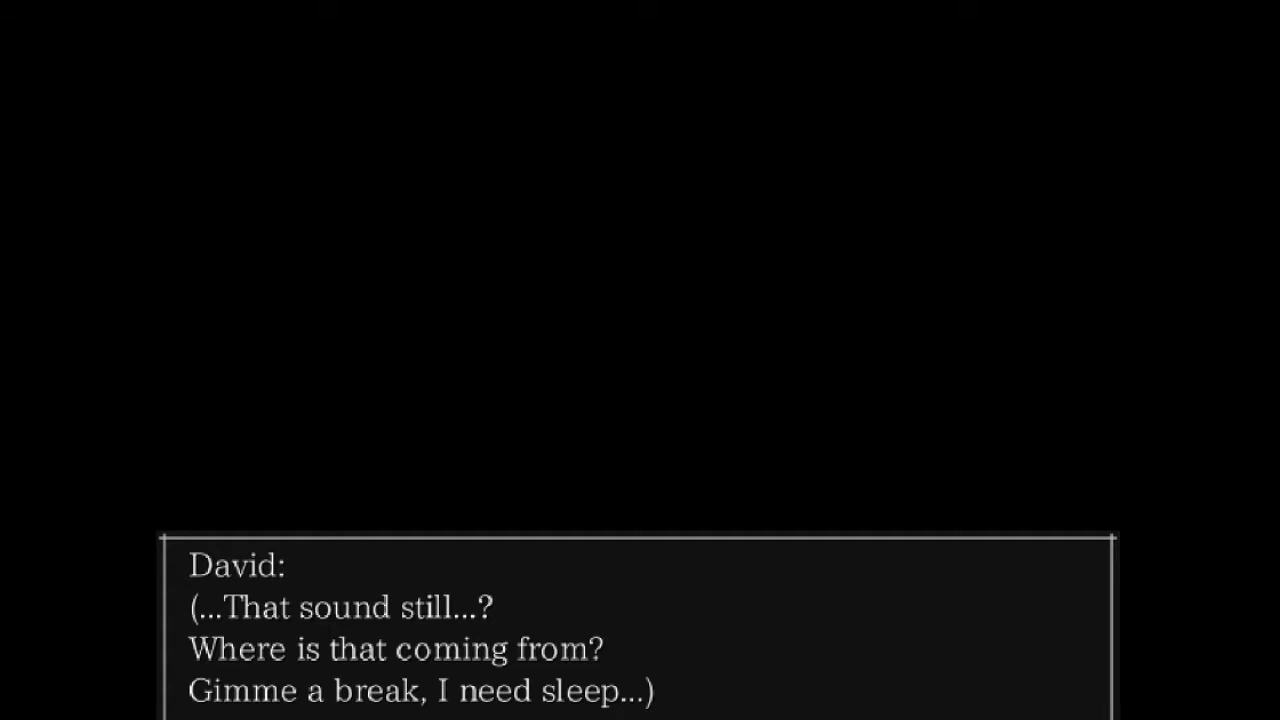 David:
(...That sound still...?
Where is that coming from?
Gimme a break, I need sleep...)